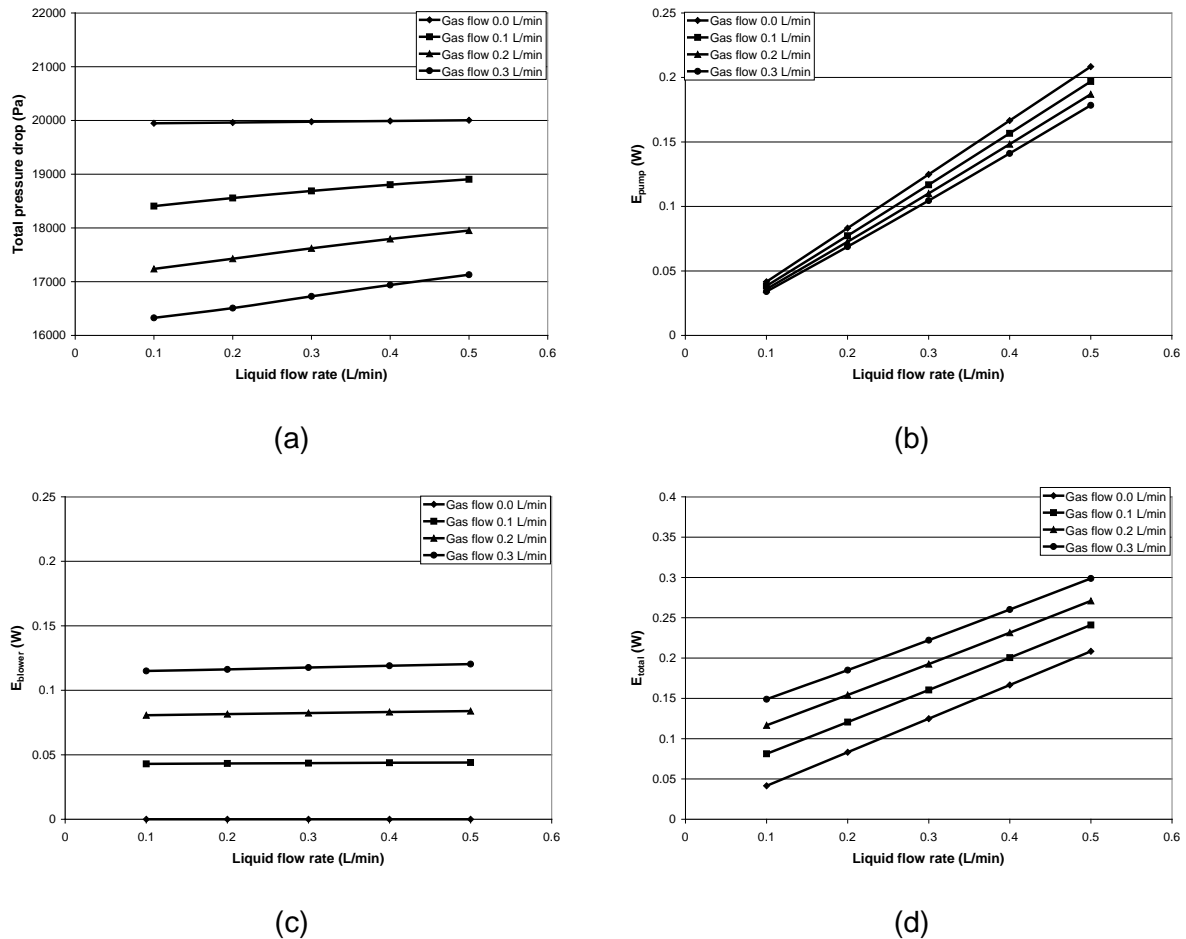 22000
21000
20000
19000
18000
17000
16000
0
0.1
0.2
0.3
0.4
0.5
0.6
Total pressure drop (Pa)
Liquid flow rate (L/min)
Gas flow 0.0 L/min
Gas flow 0.1 L/min
Gas flow 0.2 L/min
Gas flow 0.3 L/min
(a)
0.25
0.2
0.15
0.1
0.05
0
0
0.1
0.2
0.3
0.4
0.5
0.6
Epump (W)
Liquid flow rate (L/min)
Gas flow 0.0 L/min
Gas flow 0.1 L/min
Gas flow 0.2 L/min
Gas flow 0.3 L/min
(b)
0.25
0.2
0.15
0.1
0.05
0
0
0.1
0.2
0.3
0.4
0.5
0.6
Eblower (W)
Liquid flow rate (L/min)
Gas flow 0.0 L/min
Gas flow 0.1 L/min
Gas flow 0.2 L/min
Gas flow 0.3 L/min
(c)
0.4
0.35
0.3
0.25
0.2
0.15
0.1
0.05
0
0
0.1
0.2
0.3
0.4
0.5
0.6
Etotal (W)
Liquid flow rate (L/min)
Gas flow 0.0 L/min
Gas flow 0.1 L/min
Gas flow 0.2 L/min
Gas flow 0.3 L/min
(d)